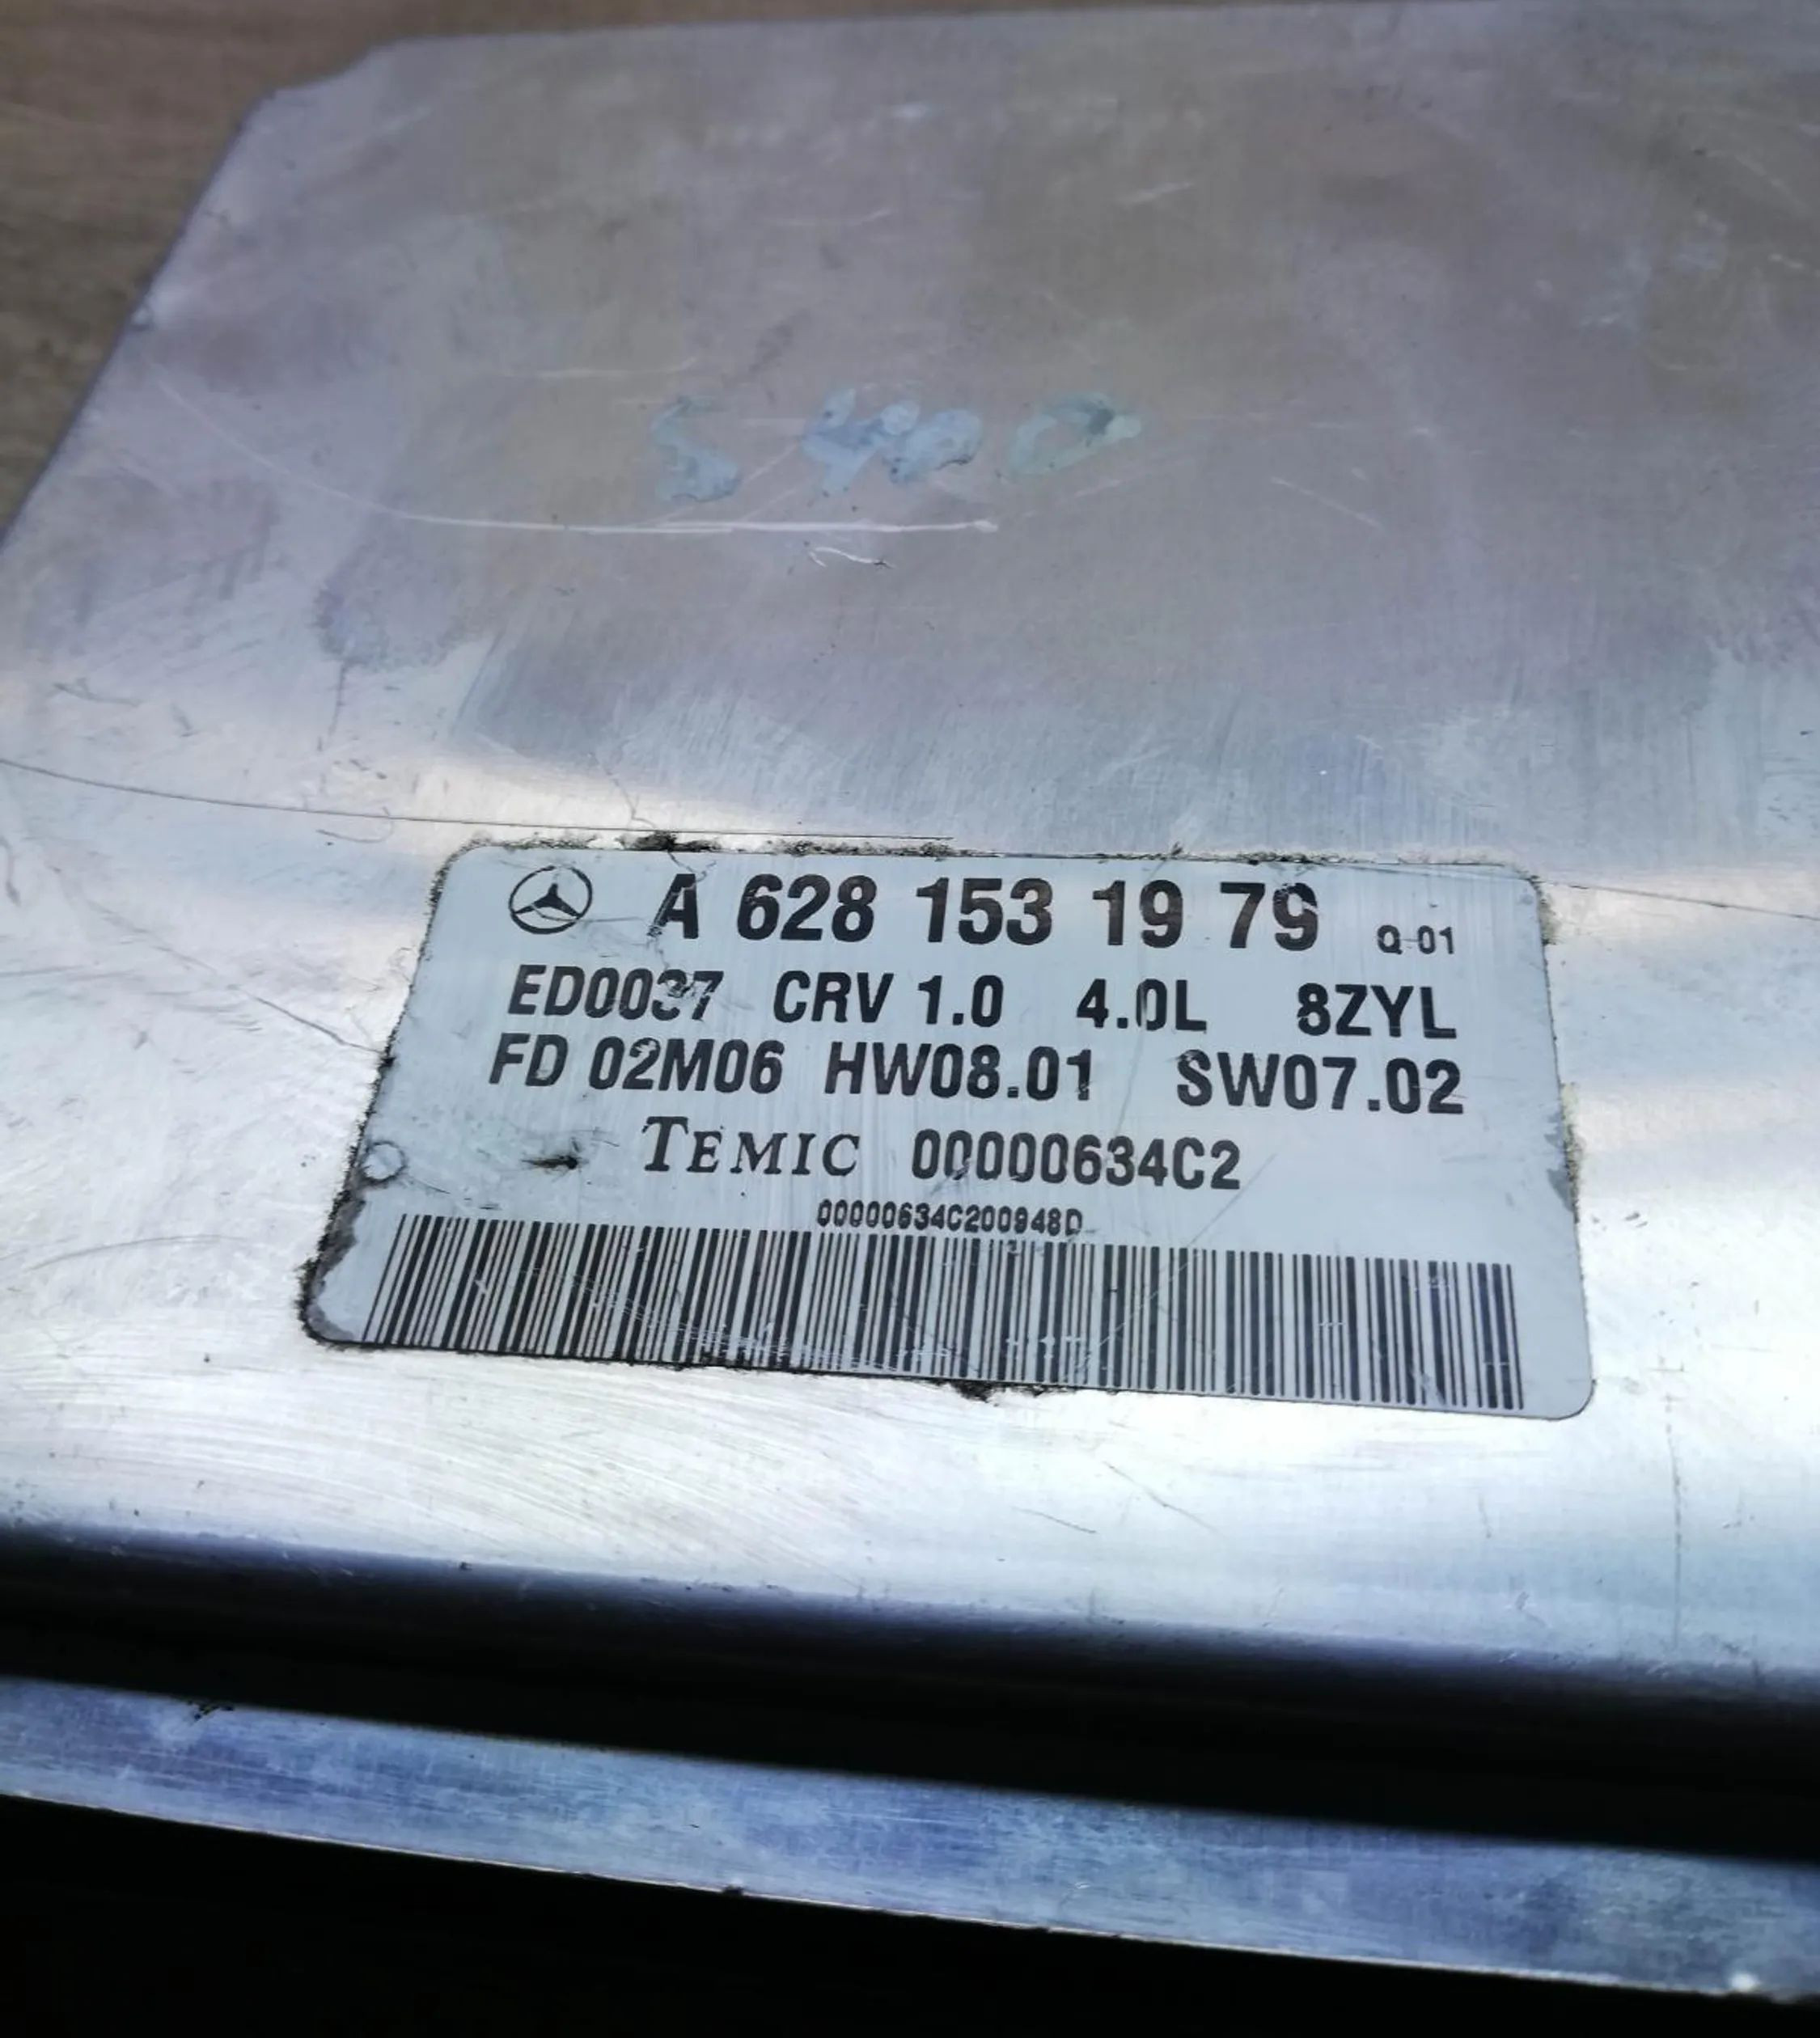 S400
A 628 153 19 79 Q 01
ED0037 CRV 1.0 4.0L 8ZYL
FD 02M06 HW08.01 SW07.02
TEMIC 00000634C2
00000634C200948D